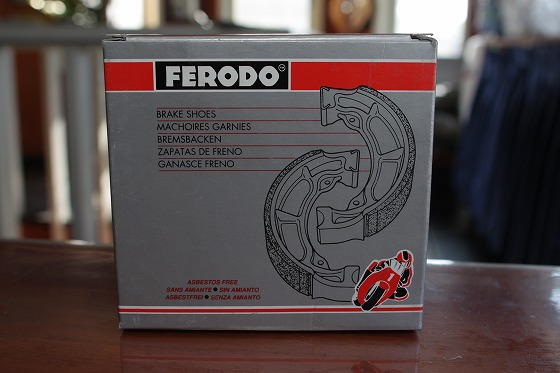 FERODO
BRAKE SHOES
MACHOIRES GARNIES
BREMSBACKEN
ZAPATAS DE FRENO
GANASCE FRENO
ASBESTOS FREE
SANS AMIANTE ● SIN AMIANTO
ASBESTFREI ● SENZA AMIANTO